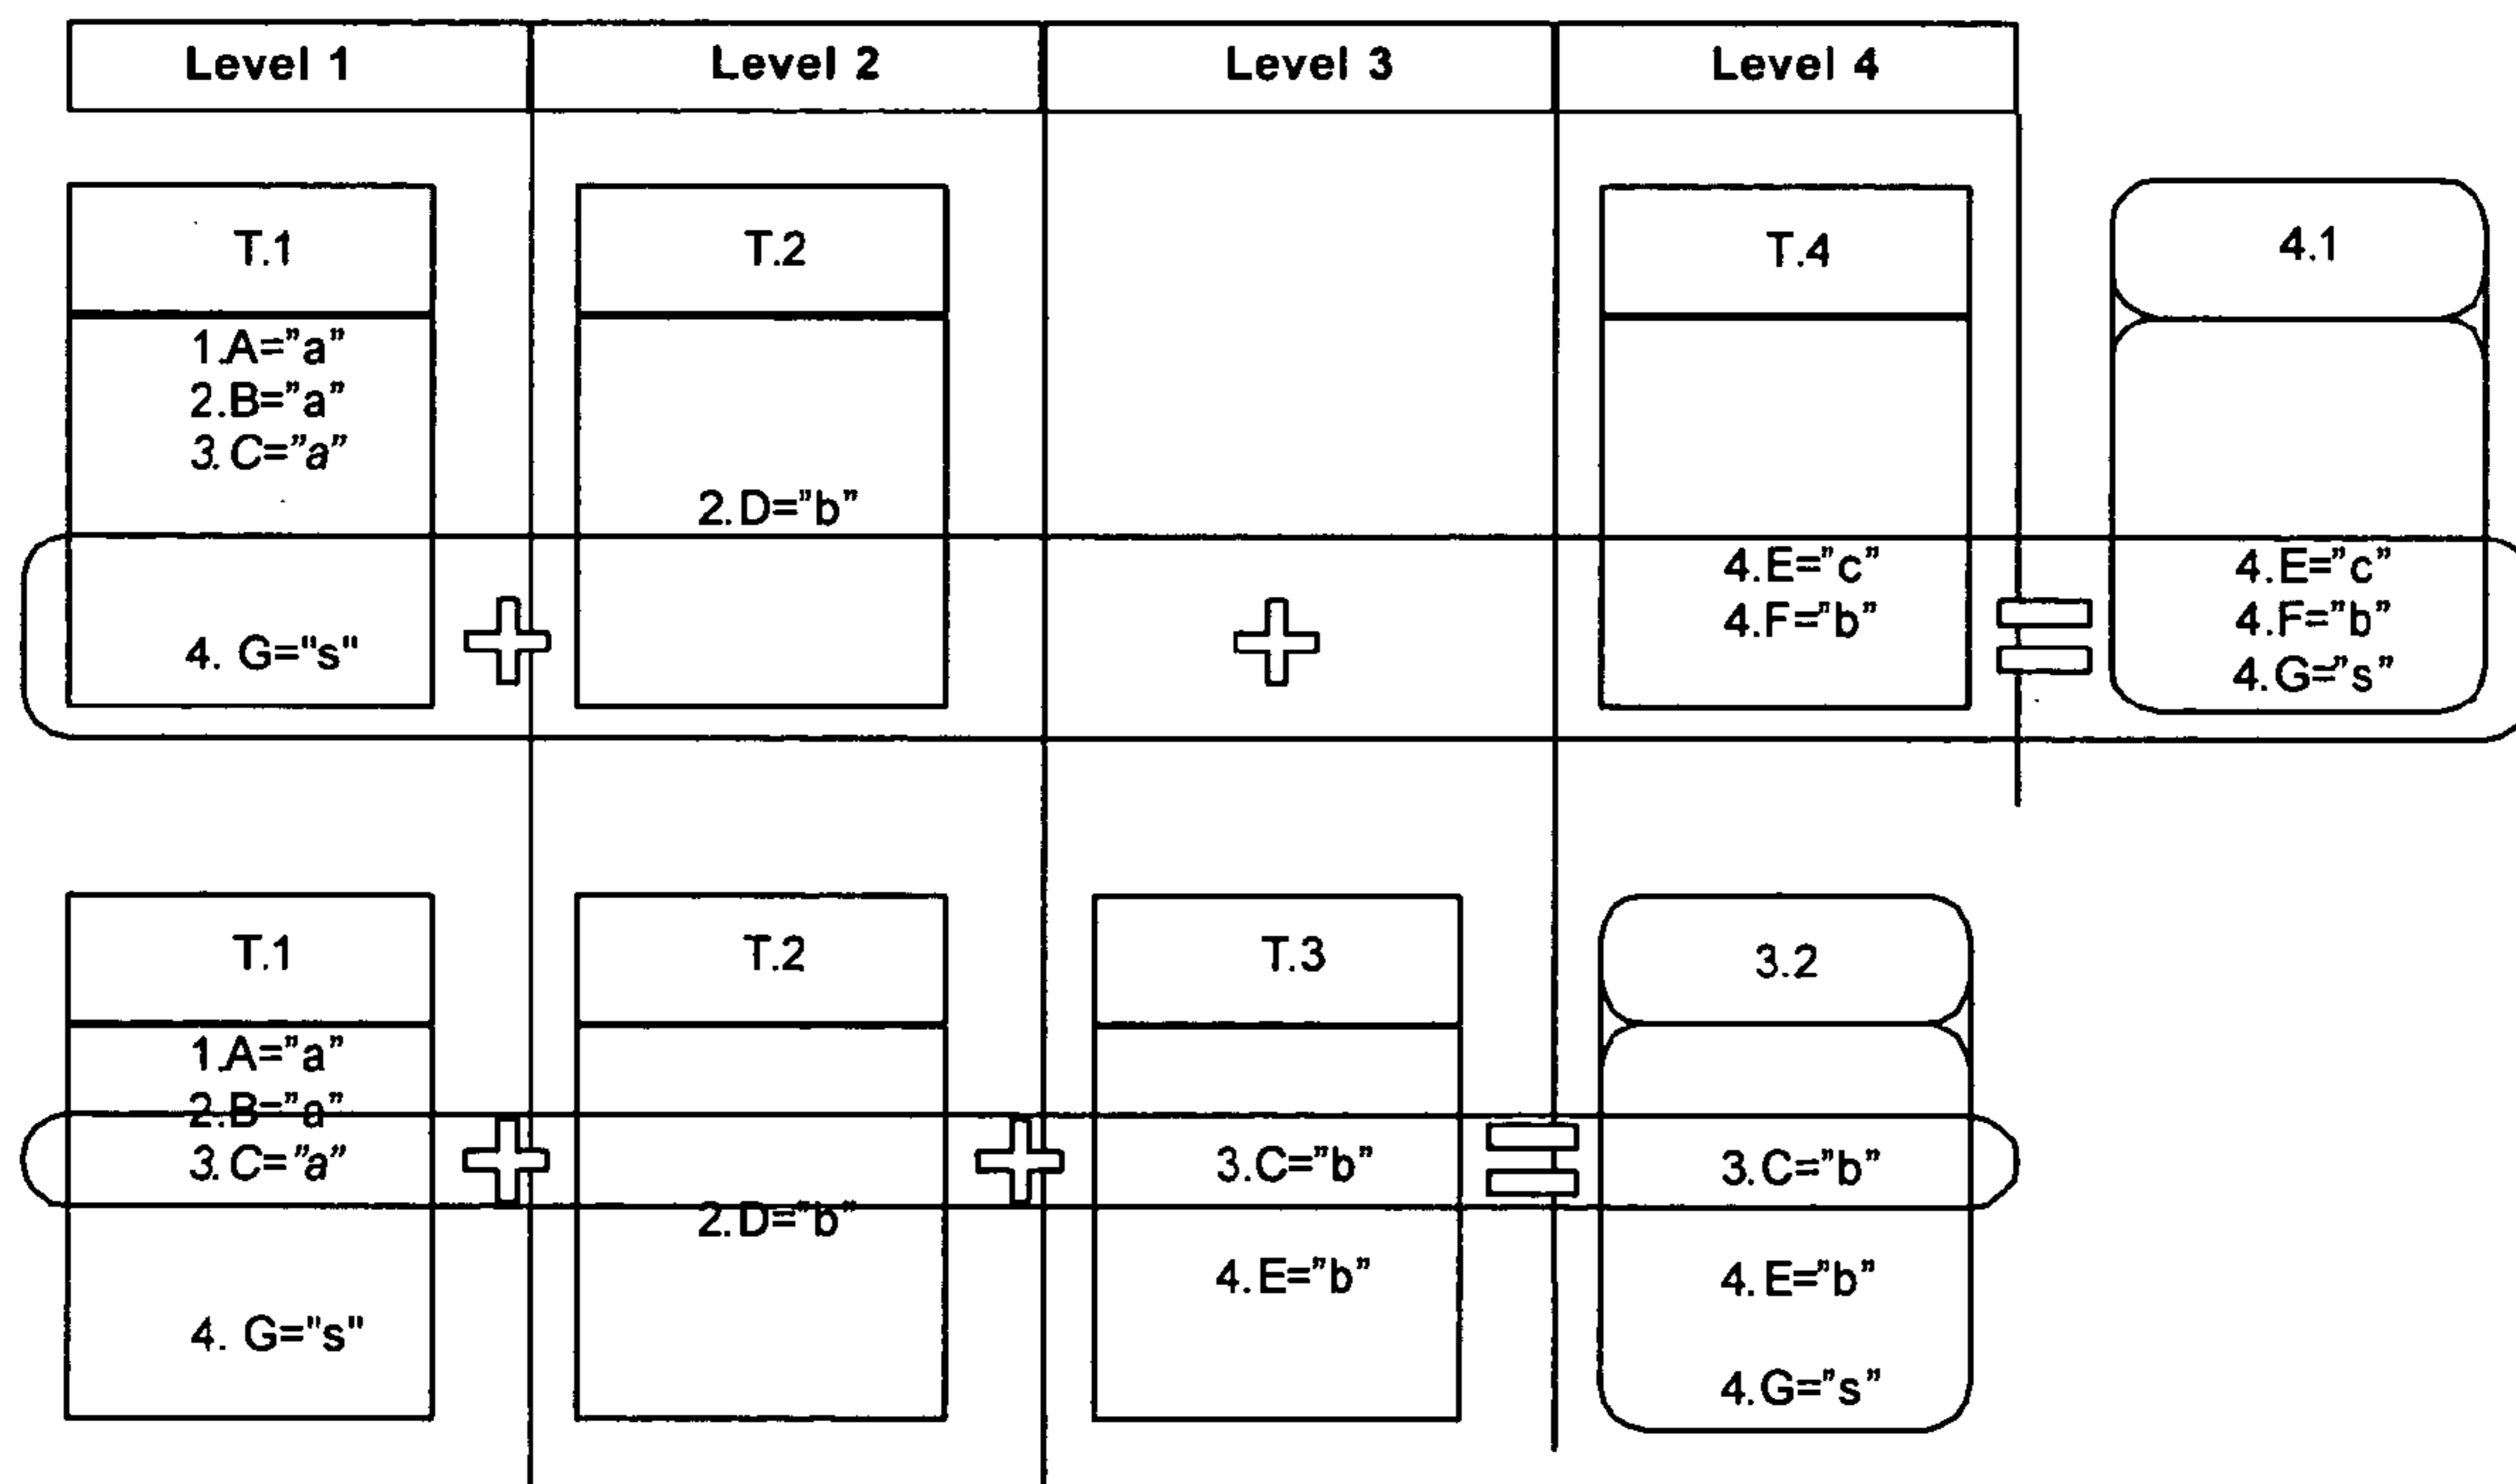 Level 1 Level 2 Level 3 Level 4
T.1
1.A=”a”
2.B=”a”
3.C=”a”
4. G="s"
T.2
2.D=”b”
T.4
4.E=”c”
4.F=”b”
4.1
4.E=”c”
4.F=”b”
4.G=”s”
T.1
1.A=”a”
2.B=”a”
3.C=”a”
4. G="s"
T.2
2.D=”b”
T.3
3.C=”b”
4.E=”b”
3.2
3.C=”b”
4.E=”b”
4.G=”s”